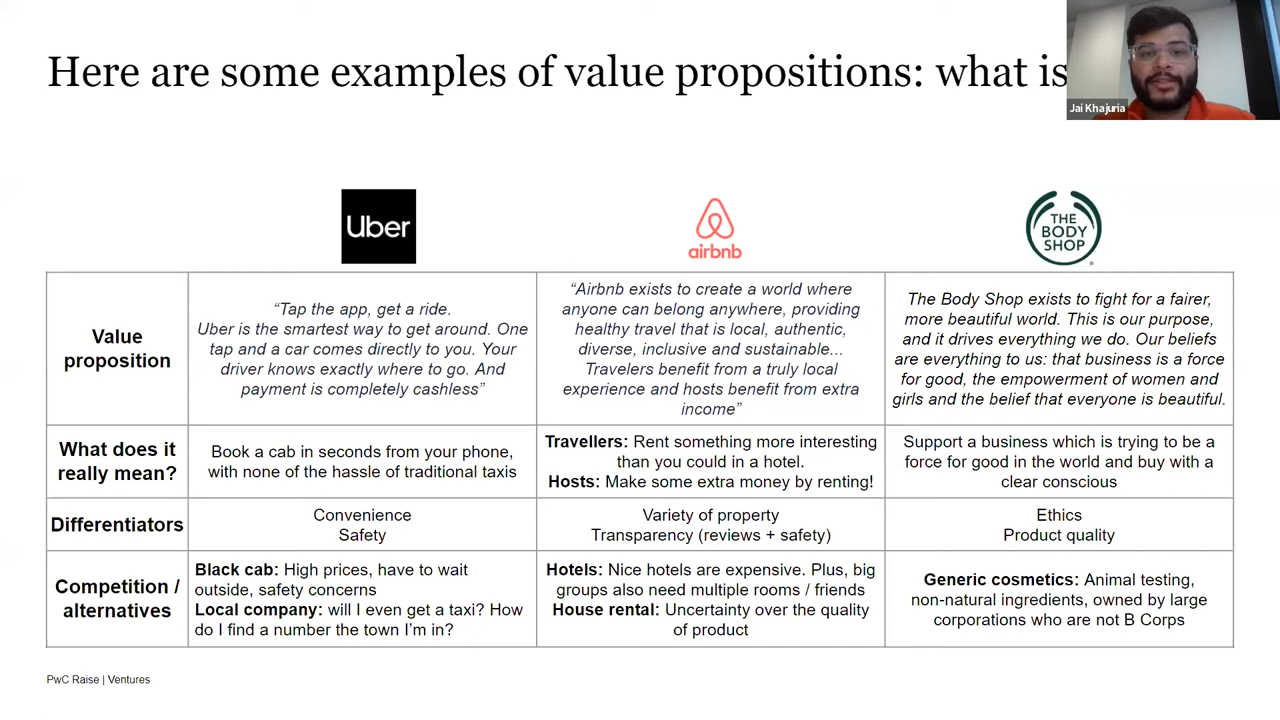 Here are some examples of value propositions: what is
Jai Khajuria
Uber
airbnb
THE
BODY
SHOP
®
Value
proposition
“Tap the app, get a ride.
Uber is the smartest way to get around. One
tap and a car comes directly to you. Your
driver knows exactly where to go. And
payment is completely cashless”
“Airbnb exists to create a world where
anyone can belong anywhere, providing
healthy travel that is local, authentic,
diverse, inclusive and sustainable...
Travelers benefit from a truly local
experience and hosts benefit from extra
income”
The Body Shop exists to fight for a fairer,
more beautiful world. This is our purpose,
and it drives everything we do. Our beliefs
are everything to us: that business is a force
for good, the empowerment of women and
girls and the belief that everyone is beautiful.
What does it
really mean?
Book a cab in seconds from your phone,
with none of the hassle of traditional taxis
Travellers: Rent something more interesting
than you could in a hotel.
Hosts: Make some extra money by renting!
Support a business which is trying to be a
force for good in the world and buy with a
clear conscious
Differentiators
Convenience
Safety
Variety of property
Transparency (reviews + safety)
Ethics
Product quality
Competition /
alternatives
Black cab: High prices, have to wait
outside, safety concerns
Local company: will I even get a taxi? How
do I find a number the town I’m in?
Hotels: Nice hotels are expensive. Plus, big
groups also need multiple rooms / friends
House rental: Uncertainty over the quality
of product
Generic cosmetics: Animal testing,
non-natural ingredients, owned by large
corporations who are not B Corps
PwC Raise | Ventures